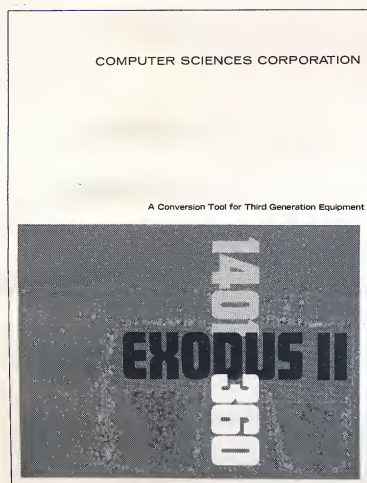 COMPUTER SCIENCES CORPORATION
A Conversion Tool for Third Generation Equipment
1401
EXODUS II
360